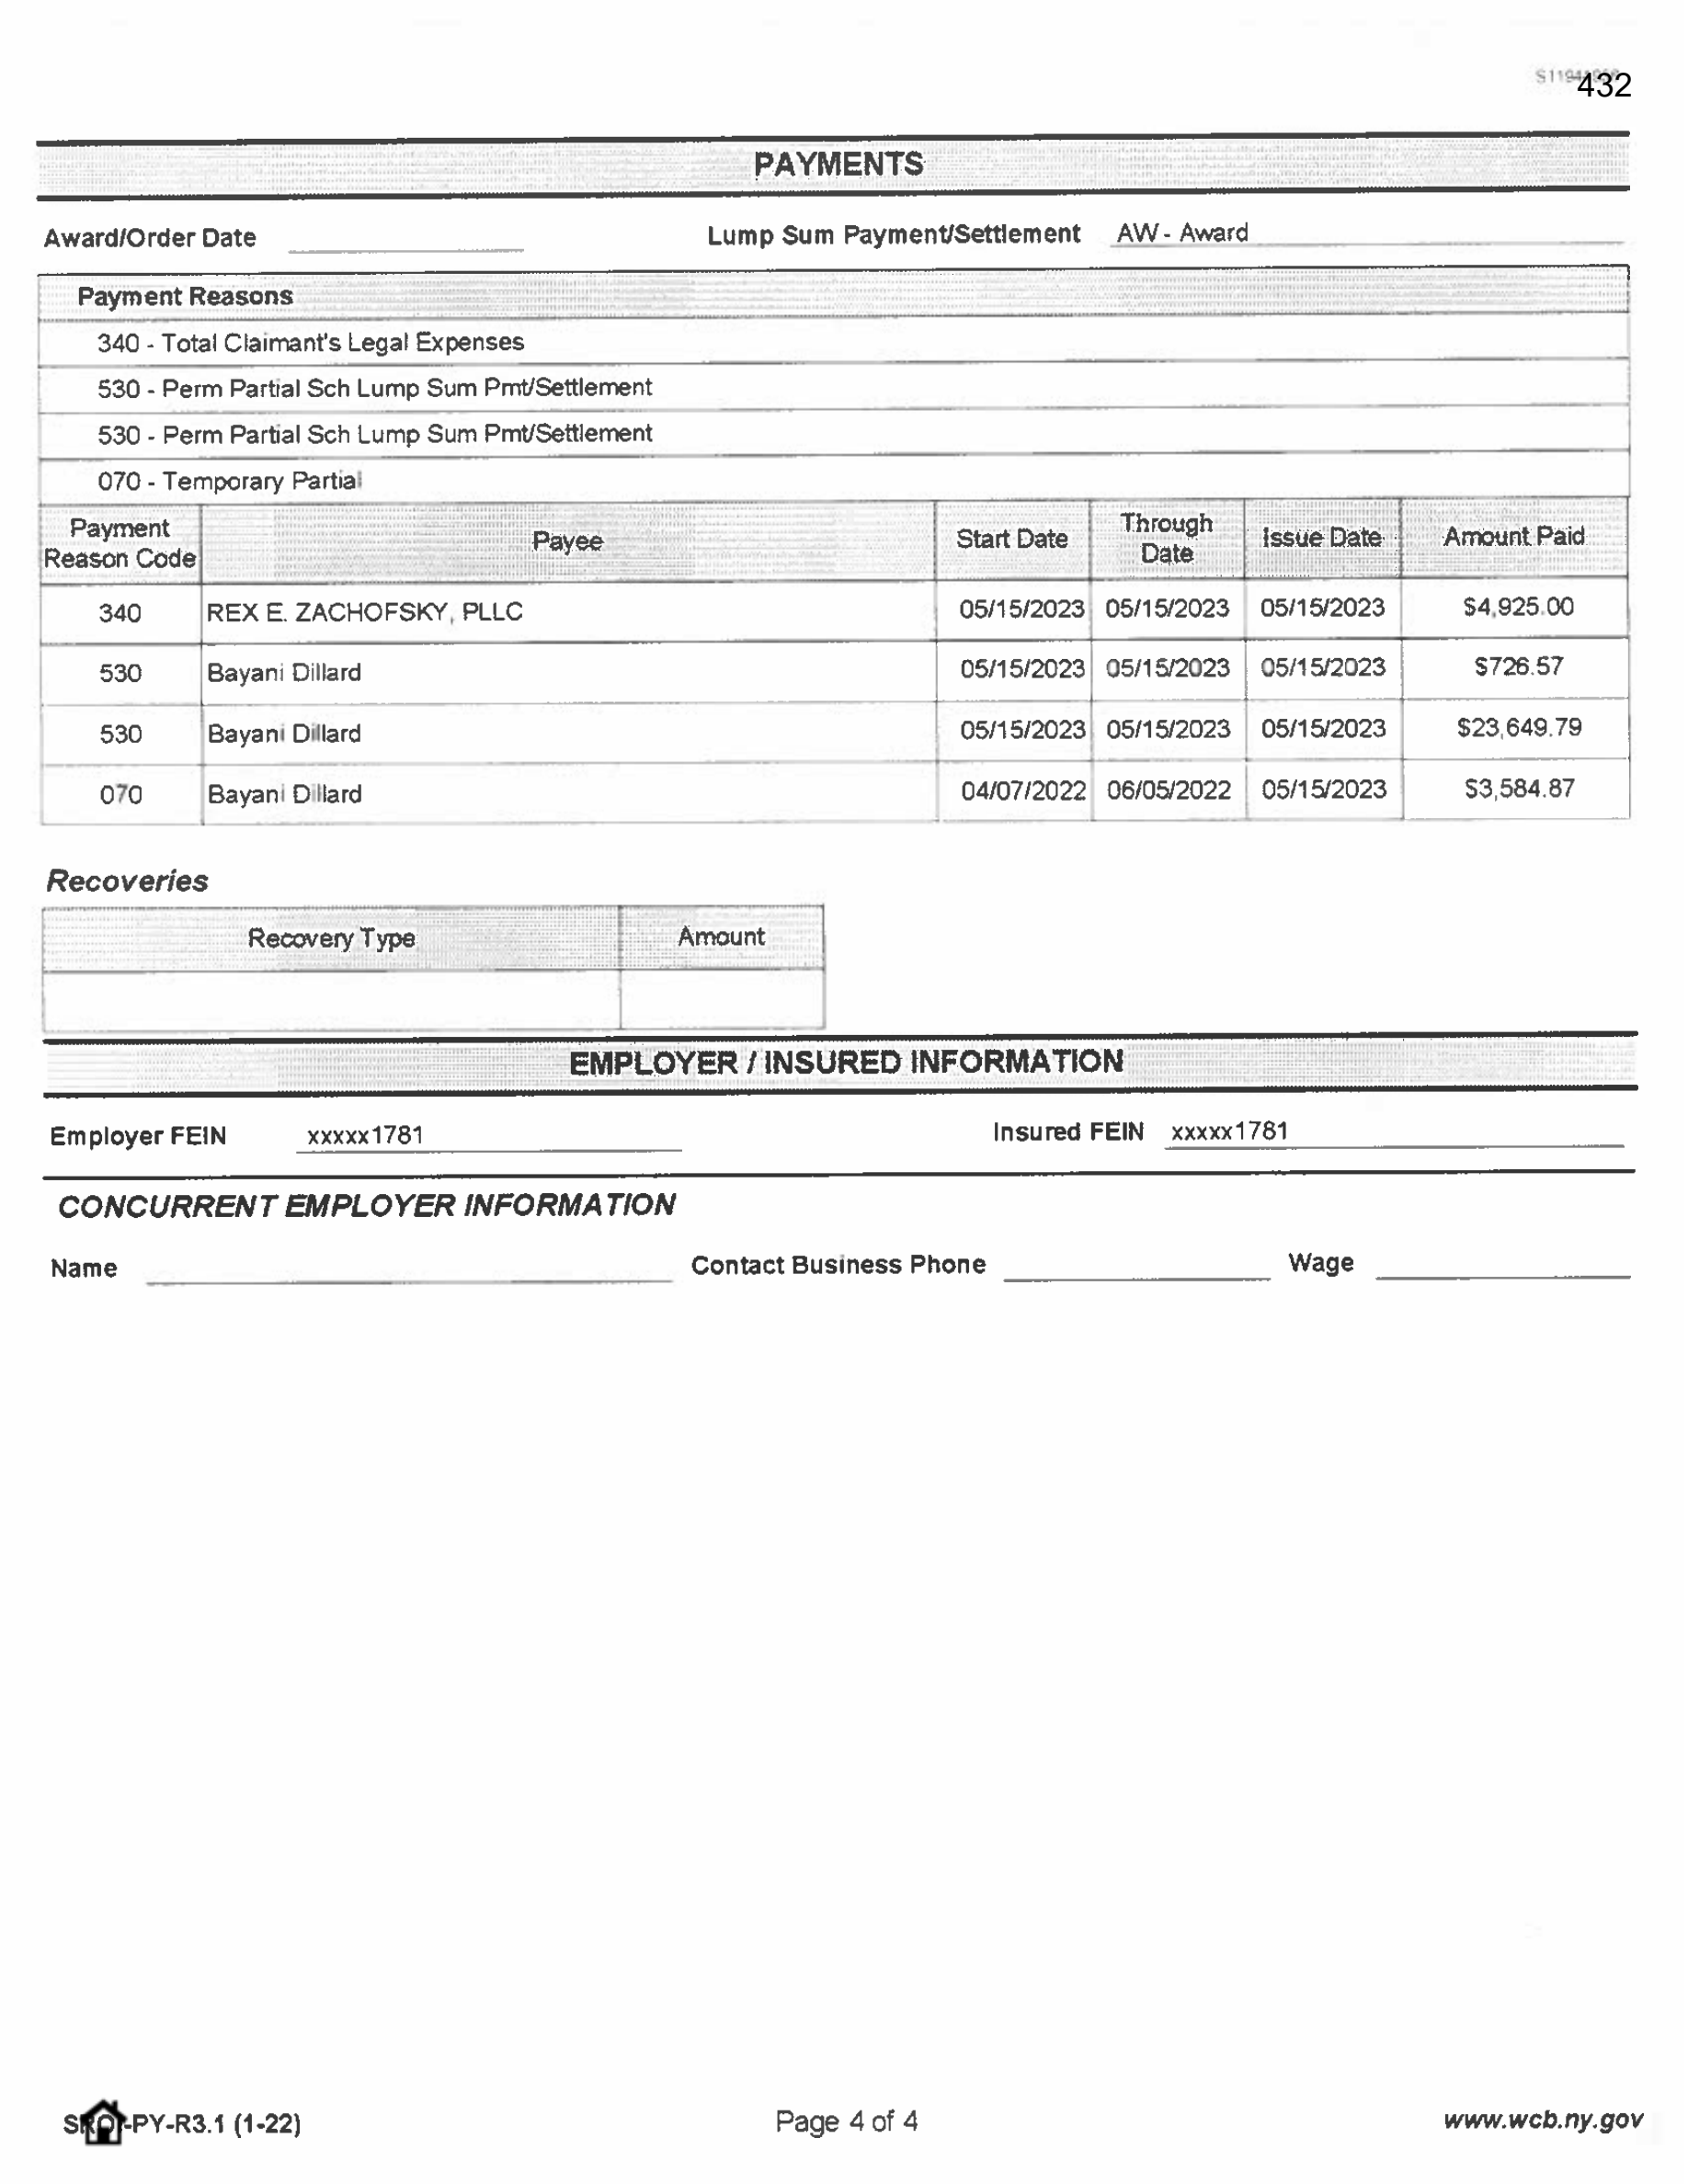 432
PAYMENTS
Award/Order Date Lump Sum Payment/Settlement AW - Award
Payment Reasons
340 - Total Claimant's Legal Expenses
530 - Perm Partial Sch Lump Sum Pmt/Settlement
530 - Perm Partial Sch Lump Sum Pmt/Settlement
070 - Temporary Partial
Payment Reason Code Payee Start Date Through Date Issue Date Amount Paid
340 REX E. ZACHOFSKY, PLLC 05/15/2023 05/15/2023 05/15/2023 $4,925.00
530 Bayani Dillard 05/15/2023 05/15/2023 05/15/2023 $726.57
530 Bayani Dillard 05/15/2023 05/15/2023 05/15/2023 $23,649.79
070 Bayani Dillard 04/07/2022 06/05/2022 05/15/2023 $3,584.87
Recoveries
Recovery Type Amount
EMPLOYER / INSURED INFORMATION
Employer FEIN xxxxx1781 Insured FEIN xxxxx1781
CONCURRENT EMPLOYER INFORMATION
Name Contact Business Phone Wage
-PY-R3.1 (1-22) Page 4 of 4 www.wcb.ny.gov